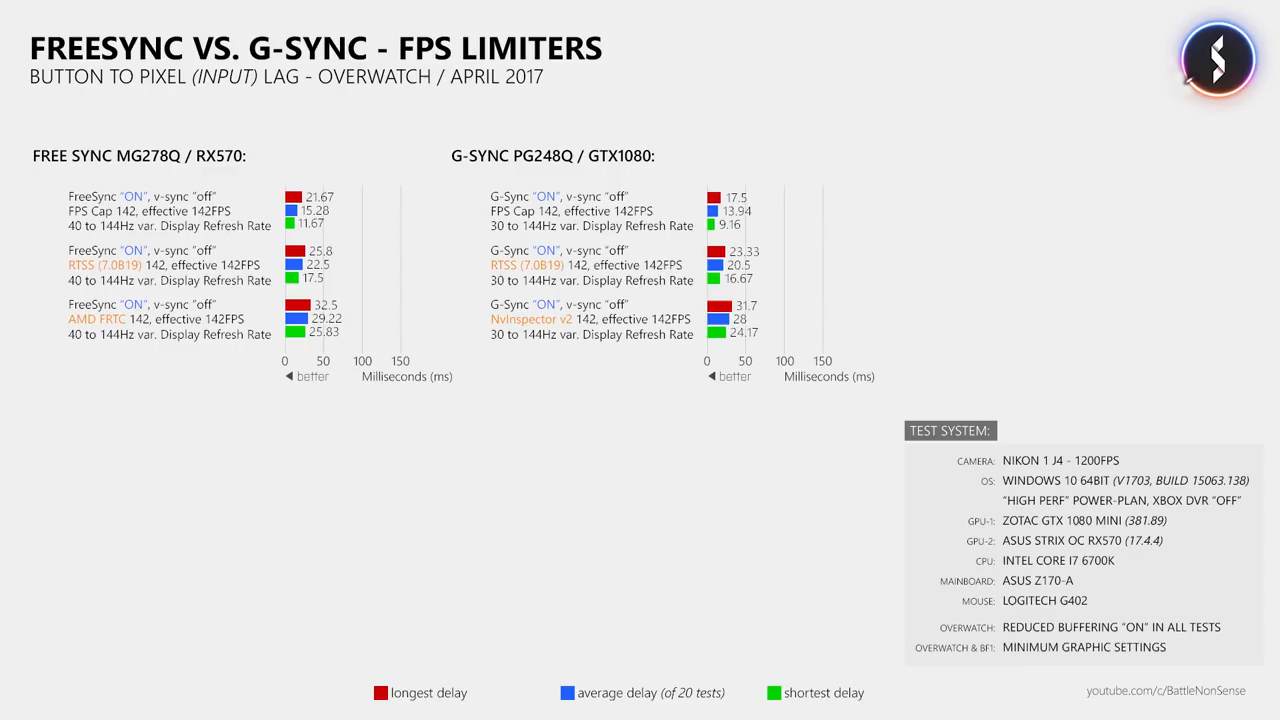 FREESYNC VS. G-SYNC - FPS LIMITERS
BUTTON TO PIXEL (INPUT) LAG - OVERWATCH / APRIL 2017
FREE SYNC MG278Q / RX570:
FreeSync “ON”, v-sync “off”
FPS Cap 142, effective 142FPS
40 to 144Hz var. Display Refresh Rate
21.67
15.28
11.67
FreeSync “ON”, v-sync “off”
RTSS (7.0B19) 142, effective 142FPS
40 to 144Hz var. Display Refresh Rate
25.8
22.5
17.5
FreeSync “ON”, v-sync “off”
AMD FRTC 142, effective 142FPS
40 to 144Hz var. Display Refresh Rate
32.5
29.22
25.83
0 50 100 150
◄ better Milliseconds (ms)
G-SYNC PG248Q / GTX1080:
G-Sync “ON”, v-sync “off”
FPS Cap 142, effective 142FPS
30 to 144Hz var. Display Refresh Rate
17.5
13.94
9.16
G-Sync “ON”, v-sync “off”
RTSS (7.0B19) 142, effective 142FPS
30 to 144Hz var. Display Refresh Rate
23.33
20.5
16.67
G-Sync “ON”, v-sync “off”
NvInspector v2 142, effective 142FPS
30 to 144Hz var. Display Refresh Rate
31.7
28
24.17
0 50 100 150
◄ better Milliseconds (ms)
TEST SYSTEM:
CAMERA: NIKON 1 J4 - 1200FPS
OS: WINDOWS 10 64BIT (V1703, BUILD 15063.138)
“HIGH PERF” POWER-PLAN, XBOX DVR “OFF”
GPU-1: ZOTAC GTX 1080 MINI (381.89)
GPU-2: ASUS STRIX OC RX570 (17.4.4)
CPU: INTEL CORE I7 6700K
MAINBOARD: ASUS Z170-A
MOUSE: LOGITECH G402
OVERWATCH: REDUCED BUFFERING “ON” IN ALL TESTS
OVERWATCH & BF1: MINIMUM GRAPHIC SETTINGS
longest delay
average delay (of 20 tests)
shortest delay
youtube.com/c/BattleNonSense